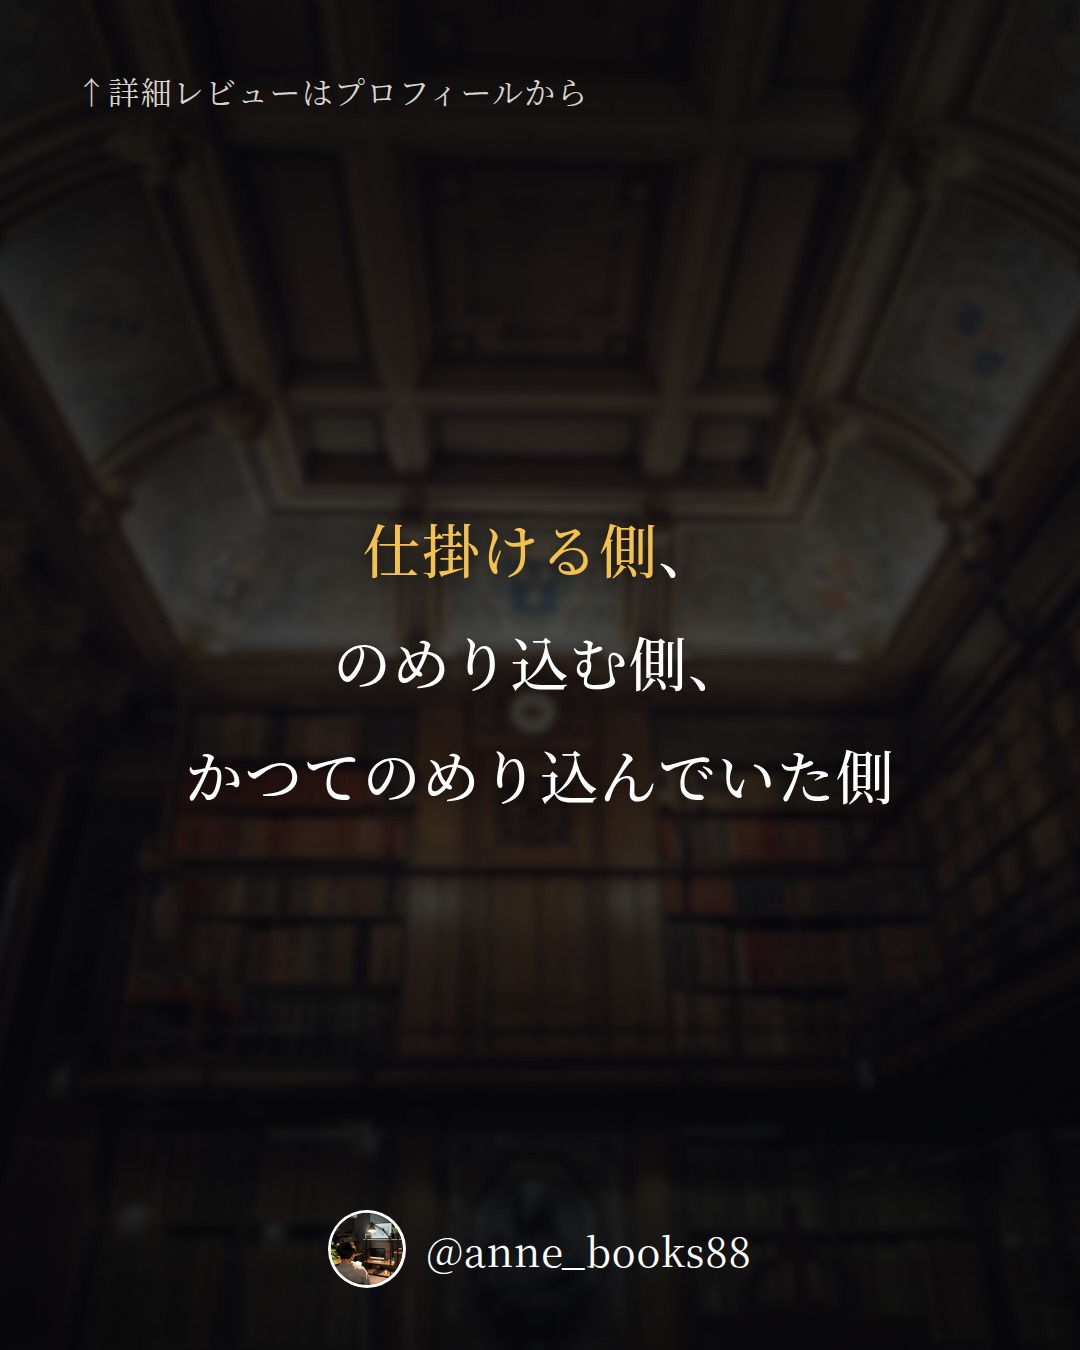 ↑詳細レビューはプロフィールから
仕掛ける側、
のめり込む側、
かつてのめり込んでいた側
@anne_books88